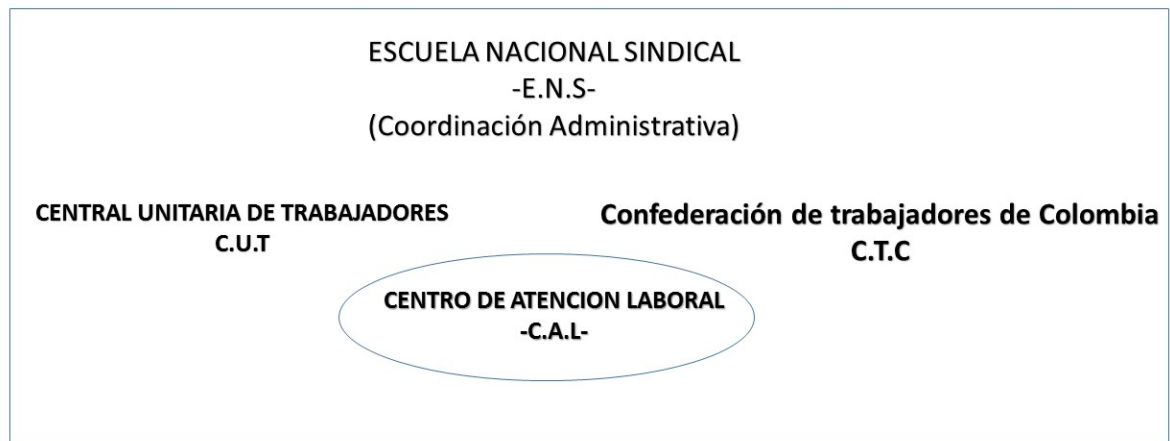 ESCUELA NACIONAL SINDICAL
-E.N.S-
(Coordinación Administrativa)
CENTRAL UNITARIA DE TRABAJADORES
C.U.T
Confederación de trabajadores de Colombia
C.T.C
CENTRO DE ATENCION LABORAL
-C.A.L-